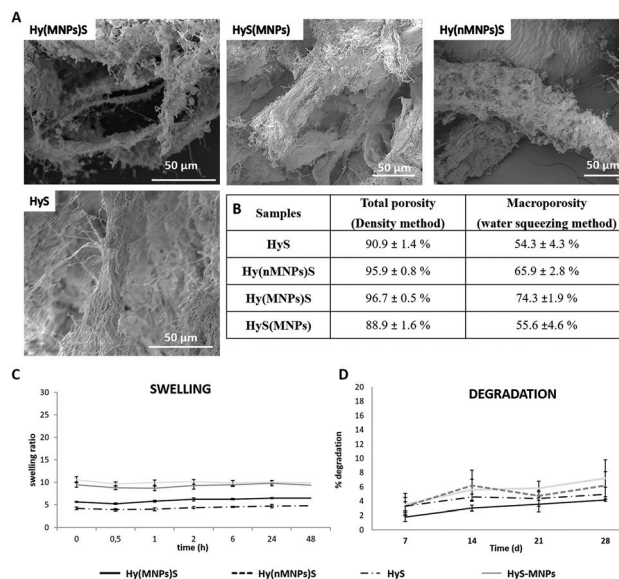 A
Hy(MNPs)S
HyS(MNPs)
Hy(nMNPs)S
50 µm
50 µm
50 µm
HyS
50 µm
B
Samples
Total porosity
(Density method)
Macroporosity
(water squeezing method)
HyS
90.9 ± 1.4 %
54.3 ± 4.3 %
Hy(nMNPs)S
95.9 ± 0.8 %
65.9 ± 2.8 %
Hy(MNPs)S
96.7 ± 0.5 %
74.3 ±1.9 %
HyS(MNPs)
88.9 ± 1.6 %
55.6 ±4.6 %
C
SWELLING
swelling ratio
30
25
20
15
10
5
0
0 0,5 1 2 6 24 48
time (h)
D
DEGRADATION
% degradation
20
18
16
14
12
10
8
6
4
2
0
7 14 21 28
Time (d)
Hy(MNPs)S Hy(nMNPs)S HyS HyS-MNPs